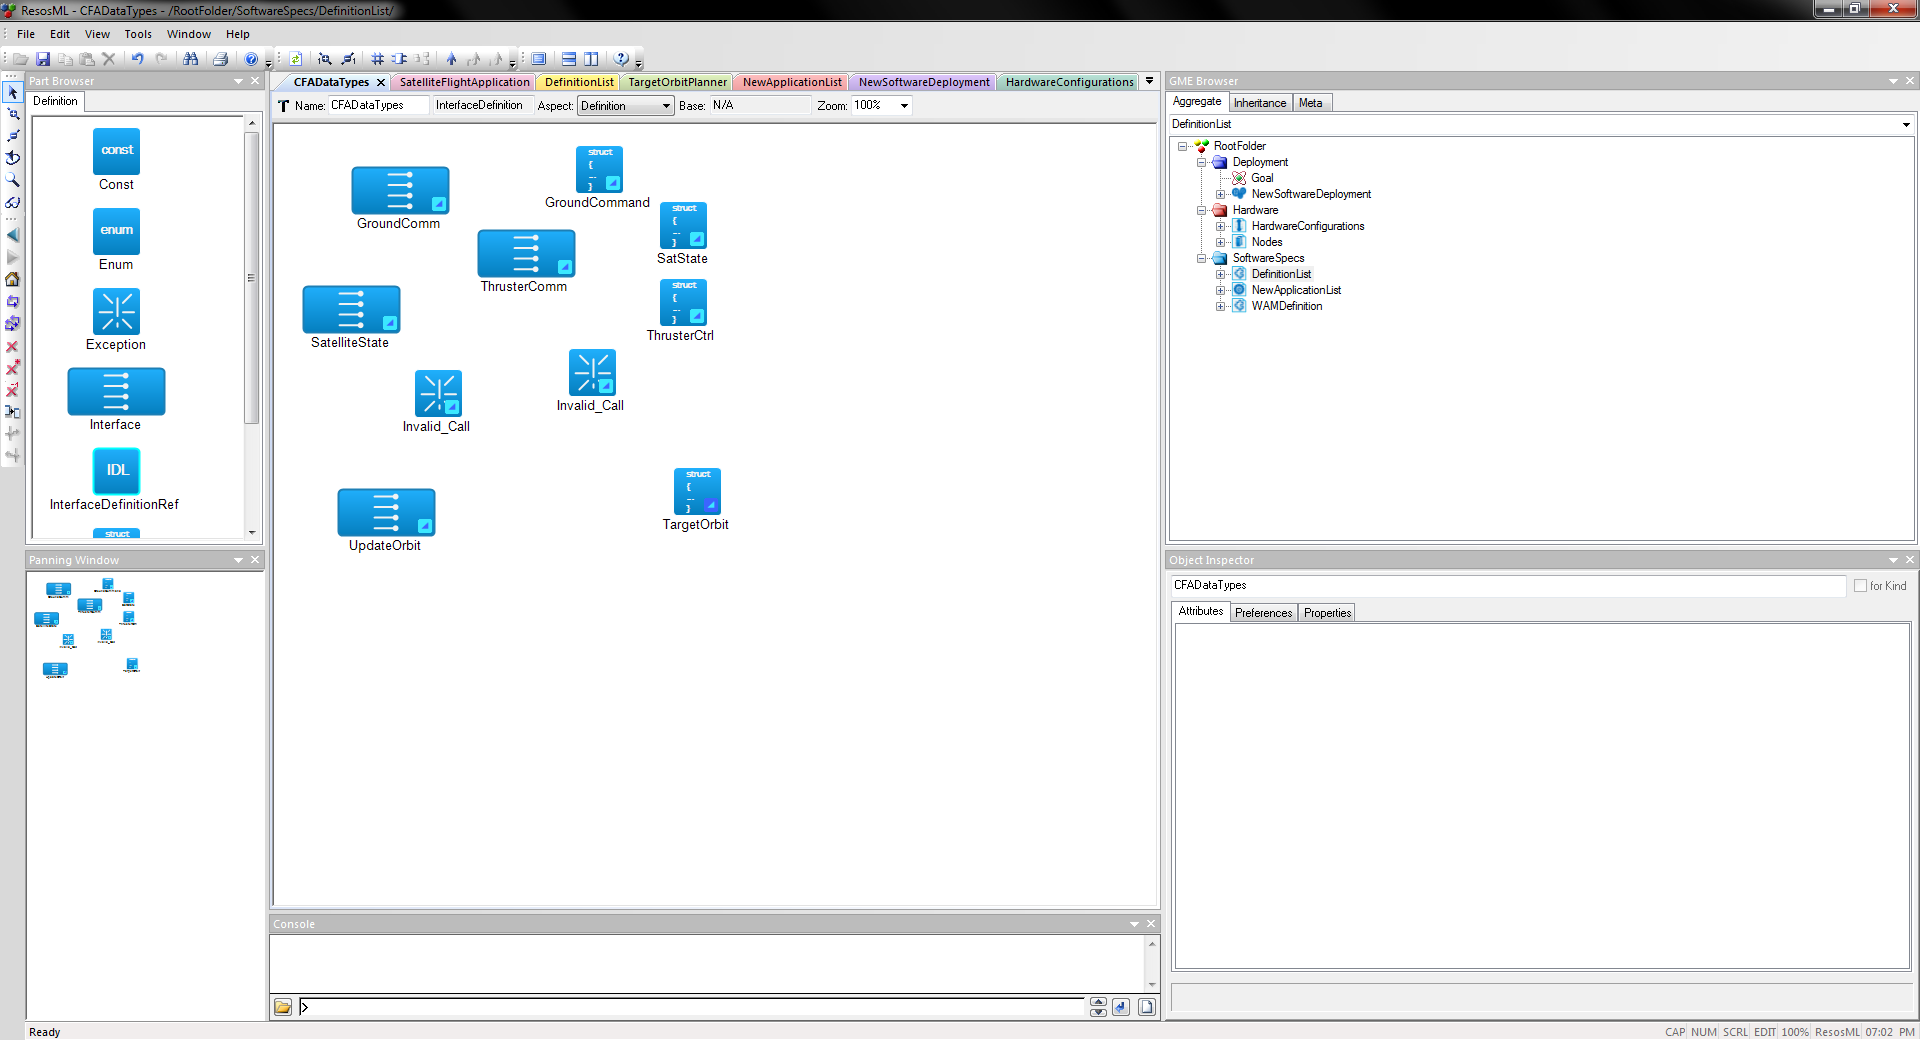 ResosML - CFADataTypes - /RootFolder/SoftwareSpecs/DefinitionList/
File Edit View Tools Window Help
Part Browser
Definition
const
Const
enum
Enum
Exception
Interface
IDL
InterfaceDefinitionRef
struct
Panning Window
CFADataTypes SatelliteFlightApplication DefinitionList TargetOrbitPlanner NewApplicationList NewSoftwareDeployment HardwareConfigurations
T Name: CFADataTypes InterfaceDefinition Aspect: Definition Base: N/A Zoom: 100%
GroundComm
struct
{
...
}
GroundCommand
ThrusterComm
struct
{
...
}
SatState
SatelliteState
struct
{
...
}
ThrusterCtrl
Invalid_Call
Invalid_Call
UpdateOrbit
struct
{
...
}
TargetOrbit
Console
>
GME Browser
Aggregate Inheritance Meta
DefinitionList
RootFolder
Deployment
Goal
NewSoftwareDeployment
Hardware
HardwareConfigurations
Nodes
SoftwareSpecs
DefinitionList
NewApplicationList
WAMDefinition
Object Inspector
CFADataTypes
for Kind
Attributes Preferences Properties
Ready
CAP NUM SCRL EDIT 100% ResosML 07:02 PM